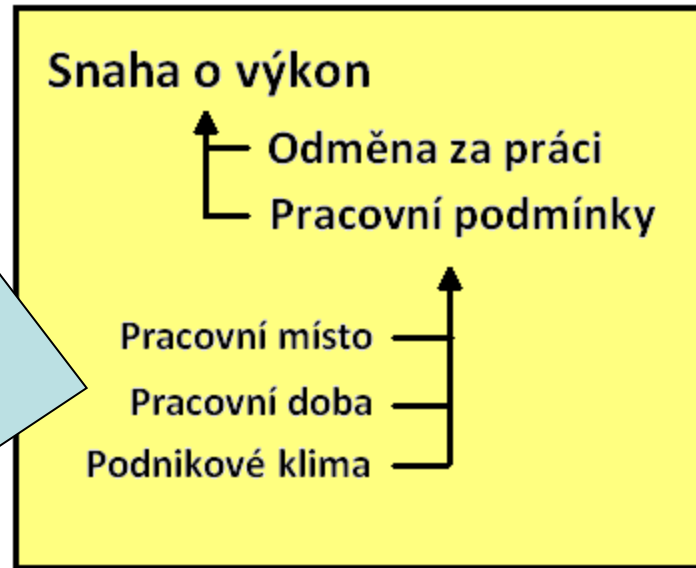 Snaha o výkon
Odměna za práci
Pracovní podmínky
Pracovní místo
Pracovní doba
Podnikové klima